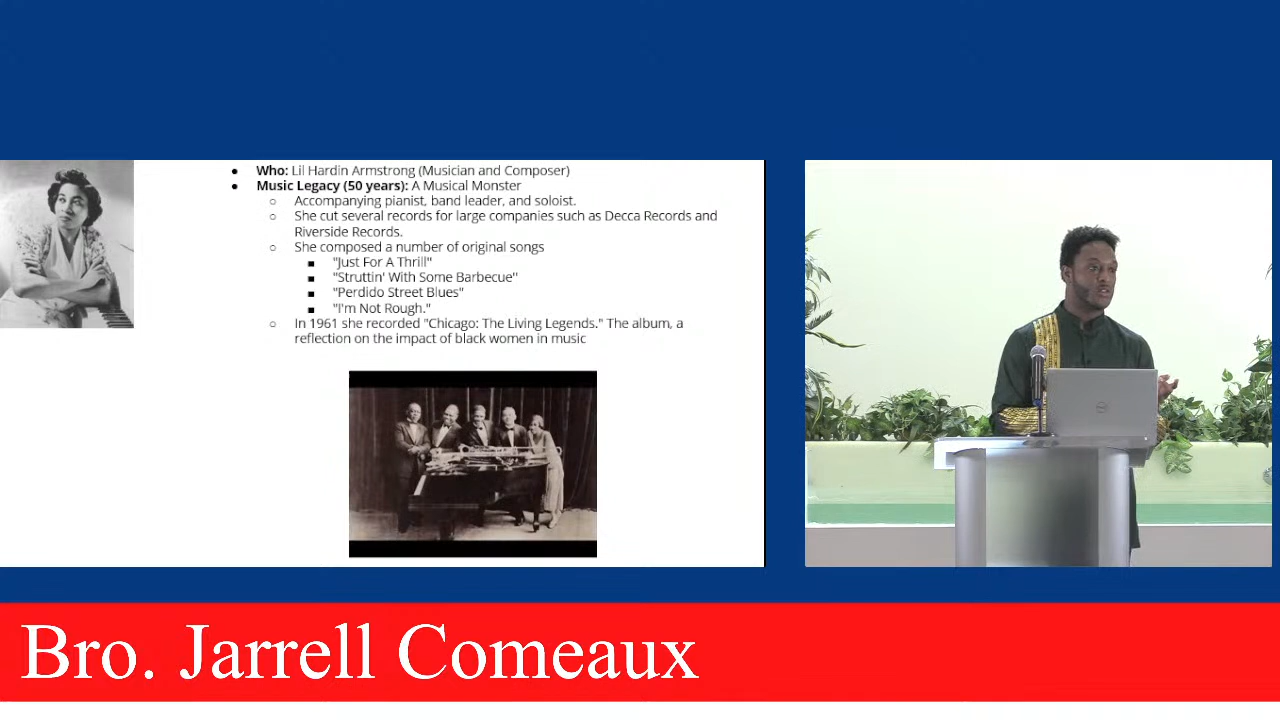 ● Who: Lil Hardin Armstrong (Musician and Composer)
● Music Legacy (50 years): A Musical Monster
○ Accompanying pianist, band leader, and soloist.
○ She cut several records for large companies such as Decca Records and
Riverside Records.
○ She composed a number of original songs
■ "Just For A Thrill"
■ "Struttin' With Some Barbecue"
■ "Perdido Street Blues"
■ "I'm Not Rough."
○ In 1961 she recorded "Chicago: The Living Legends." The album, a
reflection on the impact of black women in music
DELL
Bro. Jarrell Comeaux